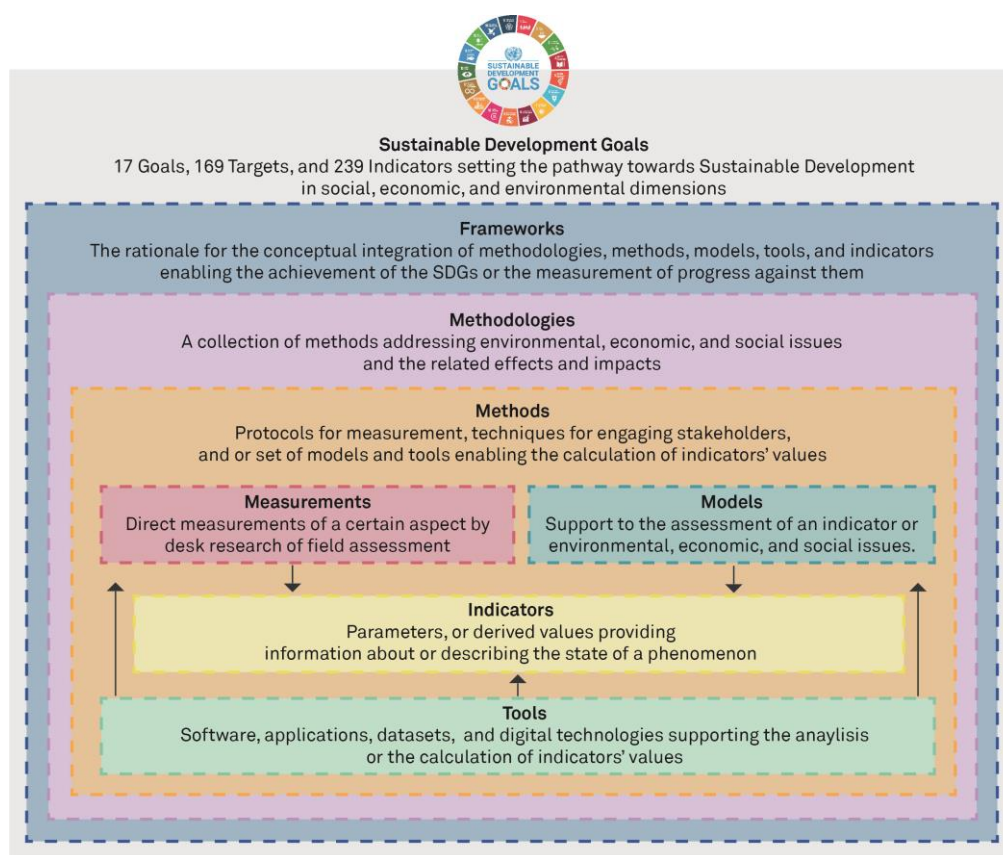 SUSTAINABLE
DEVELOPMENT
GOALS
Sustainable Development Goals
17 Goals, 169 Targets, and 239 Indicators setting the pathway towards Sustainable Development
in social, economic, and environmental dimensions
Frameworks
The rationale for the conceptual integration of methodologies, methods, models, tools, and indicators
enabling the achievement of the SDGs or the measurement of progress against them
Methodologies
A collection of methods addressing environmental, economic, and social issues
and the related effects and impacts
Methods
Protocols for measurement, techniques for engaging stakeholders,
and or set of models and tools enabling the calculation of indicators' values
Measurements
Direct measurements of a certain aspect by
desk research of field assessment
Models
Support to the assessment of an indicator or
environmental, economic, and social issues.
Indicators
Parameters, or derived values providing
information about or describing the state of a phenomenon
Tools
Software, applications, datasets, and digital technologies supporting the anaylisis
or the calculation of indicators' values